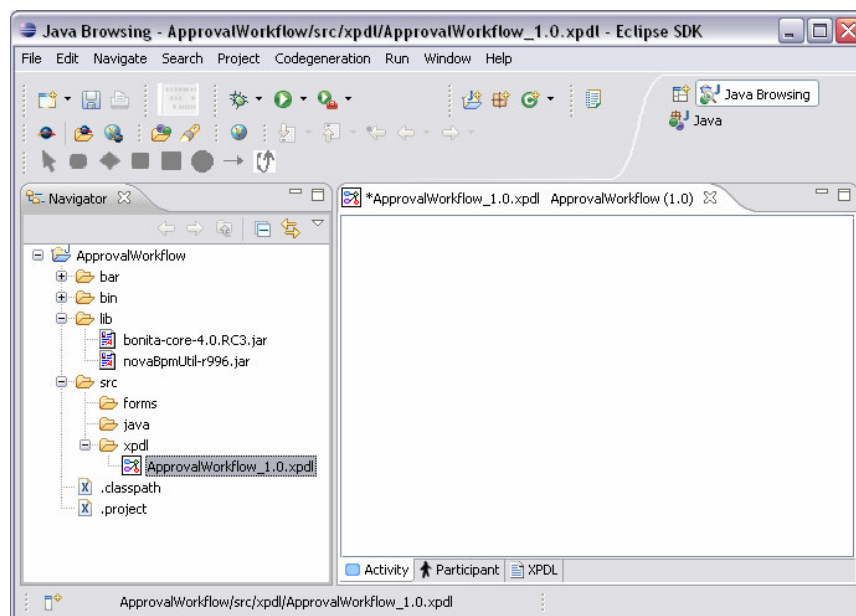 Java Browsing - ApprovalWorkflow/src/xpdl/ApprovalWorkflow_1.0.xpdl - Eclipse SDK
File Edit Navigate Search Project Codegeneration Run Window Help
Java Browsing
Java
Navigator
*ApprovalWorkflow_1.0.xpdl ApprovalWorkflow (1.0)
ApprovalWorkflow
bar
bin
lib
bonita-core-4.0.RC3.jar
novaBpmUtil-r996.jar
src
forms
java
xpdl
ApprovalWorkflow_1.0.xpdl
.classpath
.project
Activity Participant XPDL
ApprovalWorkflow/src/xpdl/ApprovalWorkflow_1.0.xpdl